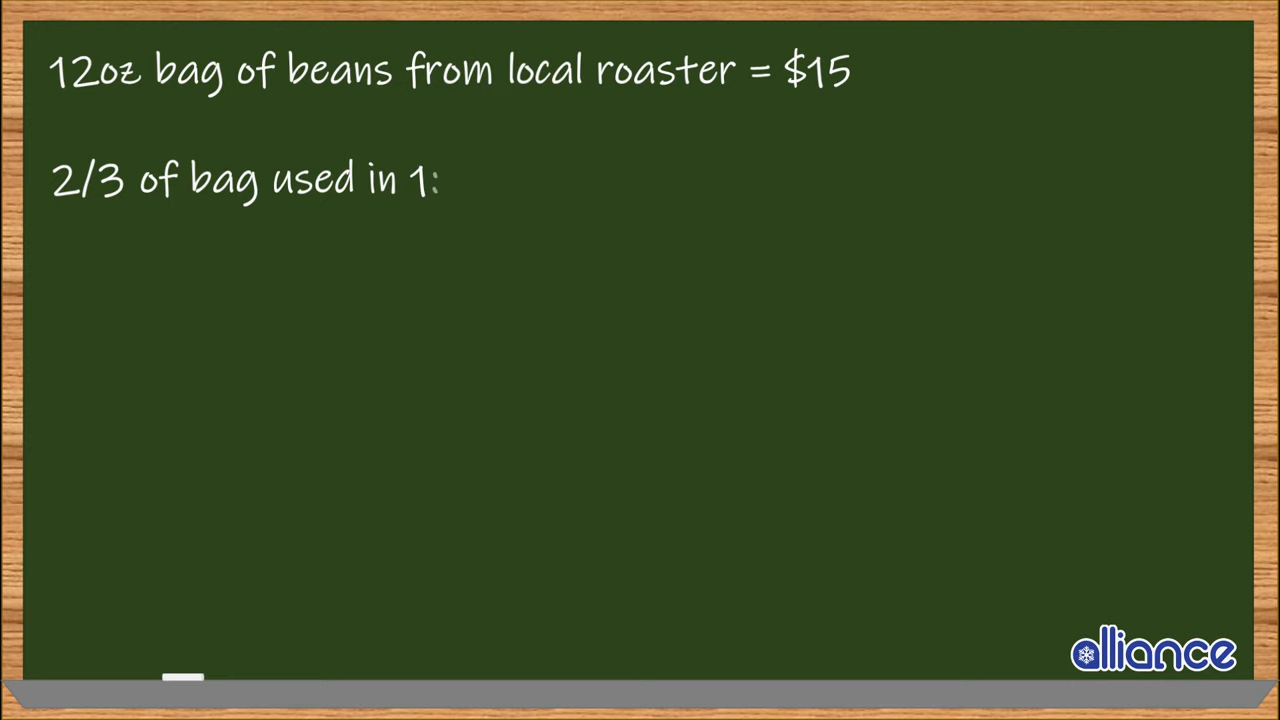 12oz bag of beans from local roaster = $15
2/3 of bag used in 1:
alliance